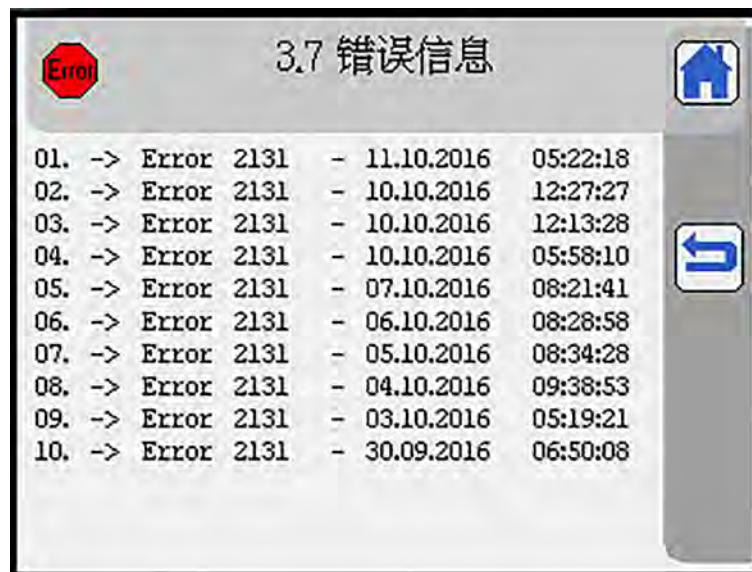 Error
3.7 错误信息
01. -> Error 2131 - 11.10.2016 05:22:18
02. -> Error 2131 - 10.10.2016 12:27:27
03. -> Error 2131 - 10.10.2016 12:13:28
04. -> Error 2131 - 10.10.2016 05:58:10
05. -> Error 2131 - 07.10.2016 08:21:41
06. -> Error 2131 - 06.10.2016 08:28:58
07. -> Error 2131 - 05.10.2016 08:34:28
08. -> Error 2131 - 04.10.2016 09:38:53
09. -> Error 2131 - 03.10.2016 05:19:21
10. -> Error 2131 - 30.09.2016 06:50:08